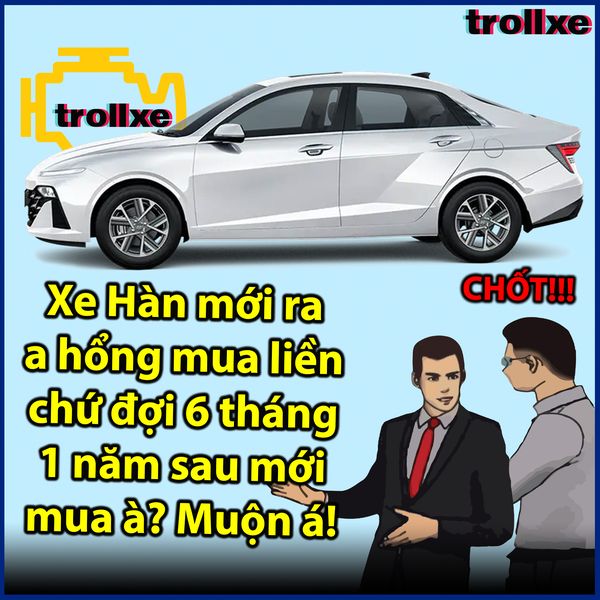 trollxe
trollxe
CHỐT!!!
Xe Hàn mới ra
a hổng mua liền
chứ đợi 6 tháng
1 năm sau mới
mua à? Muộn á!